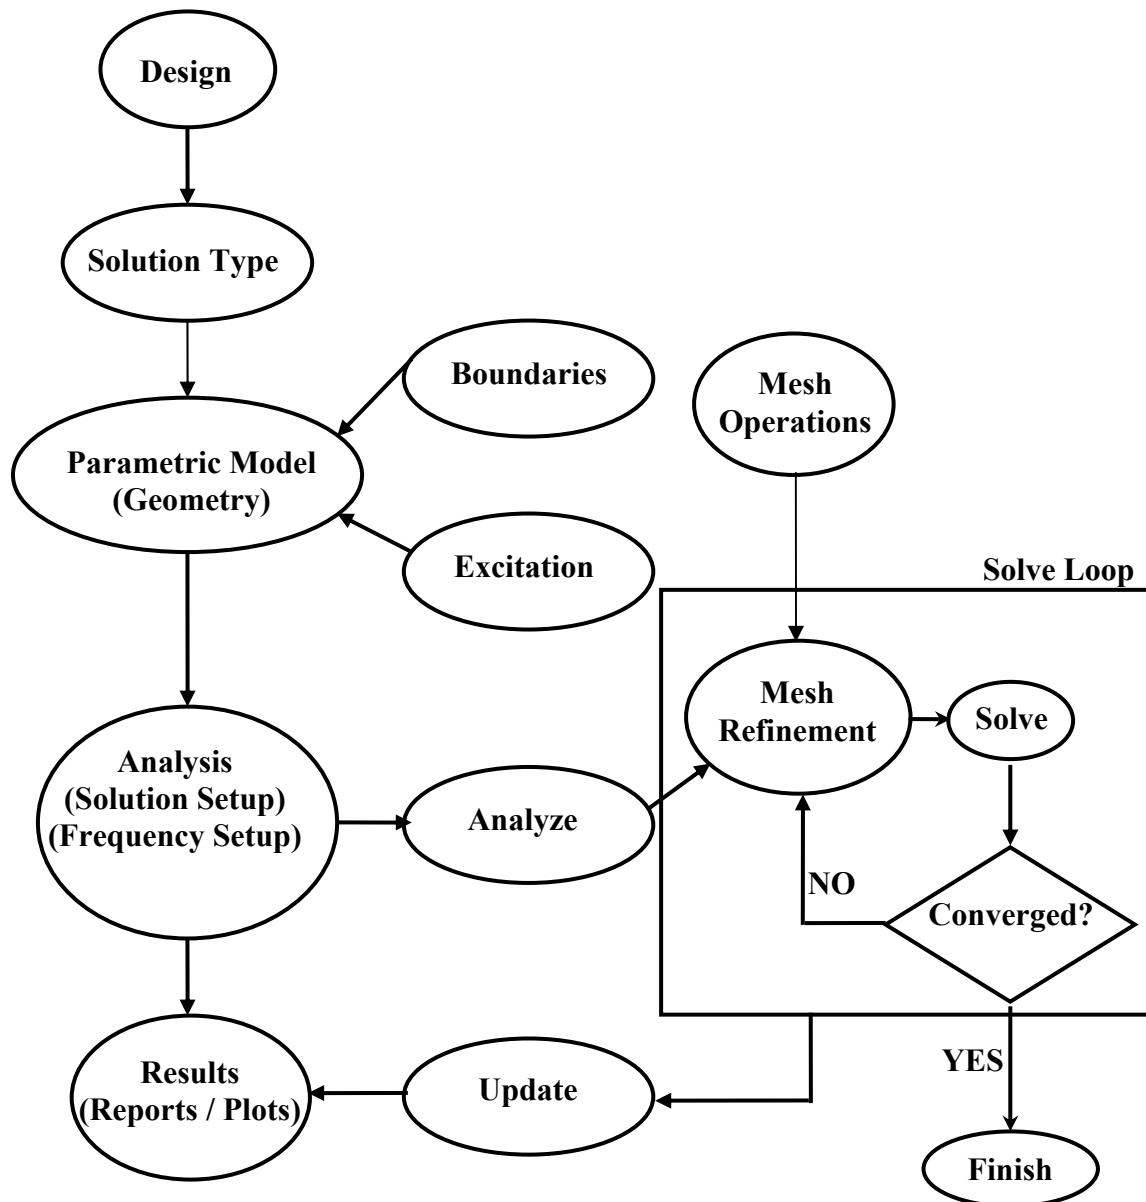 Design
Solution Type
Boundaries
Mesh
Operations
Parametric Model
(Geometry)
Excitation
Solve Loop
Mesh
Refinement
Solve
Analysis
(Solution Setup)
(Frequency Setup)
Analyze
NO
Converged?
YES
Results
(Reports / Plots)
Update
Finish